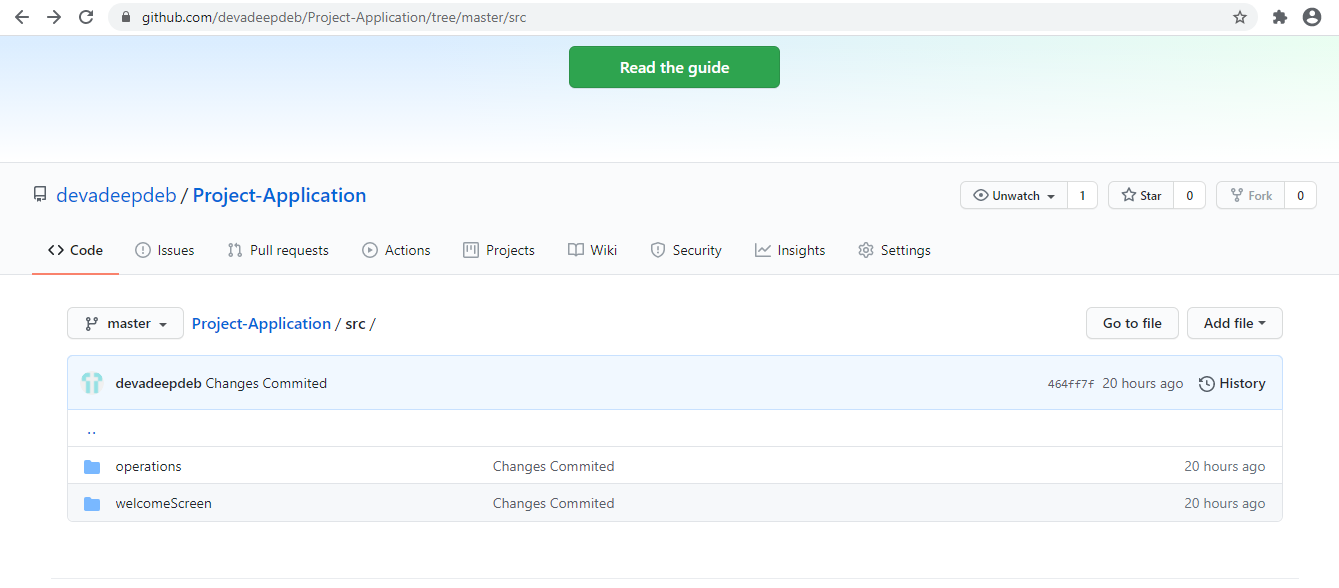 github.com/devadeepdeb/Project-Application/tree/master/src
Read the guide
devadeepdeb / Project-Application
Unwatch 1 Star 0 Fork 0
Code Issues Pull requests Actions Projects Wiki Security Insights Settings
master Project-Application / src / Go to file Add file
devadeepdeb Changes Commited 464ff7f 20 hours ago History
..
operations Changes Commited 20 hours ago
welcomeScreen Changes Commited 20 hours ago